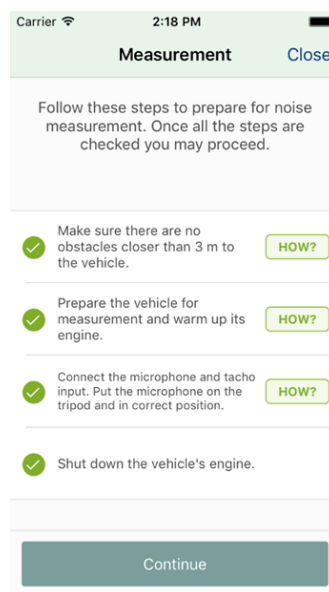 Carrier 2:18 PM
Measurement Close
Follow these steps to prepare for noise
measurement. Once all the steps are
checked you may proceed.
Make sure there are no
obstacles closer than 3 m to
the vehicle.
HOW?
Prepare the vehicle for
measurement and warm up its
engine.
HOW?
Connect the microphone and tacho
input. Put the microphone on the
tripod and in correct position.
HOW?
Shut down the vehicle's engine.
Continue